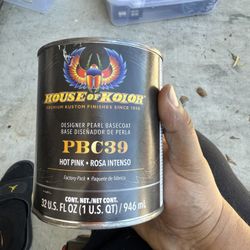 HOUSE OF KOLOR
PREMIUM KUSTOM FINISHES SINCE 1956
DESIGNER PEARL BASECOAT
BASE DISEÑADOR DE PERLA
PBC39
HOT PINK • ROSA INTENSO
Factory Pack • Paquete de fábrica
CONT. NET./CONT. NET.
32 U.S. FL OZ (1 U.S. QT) / 946 mL